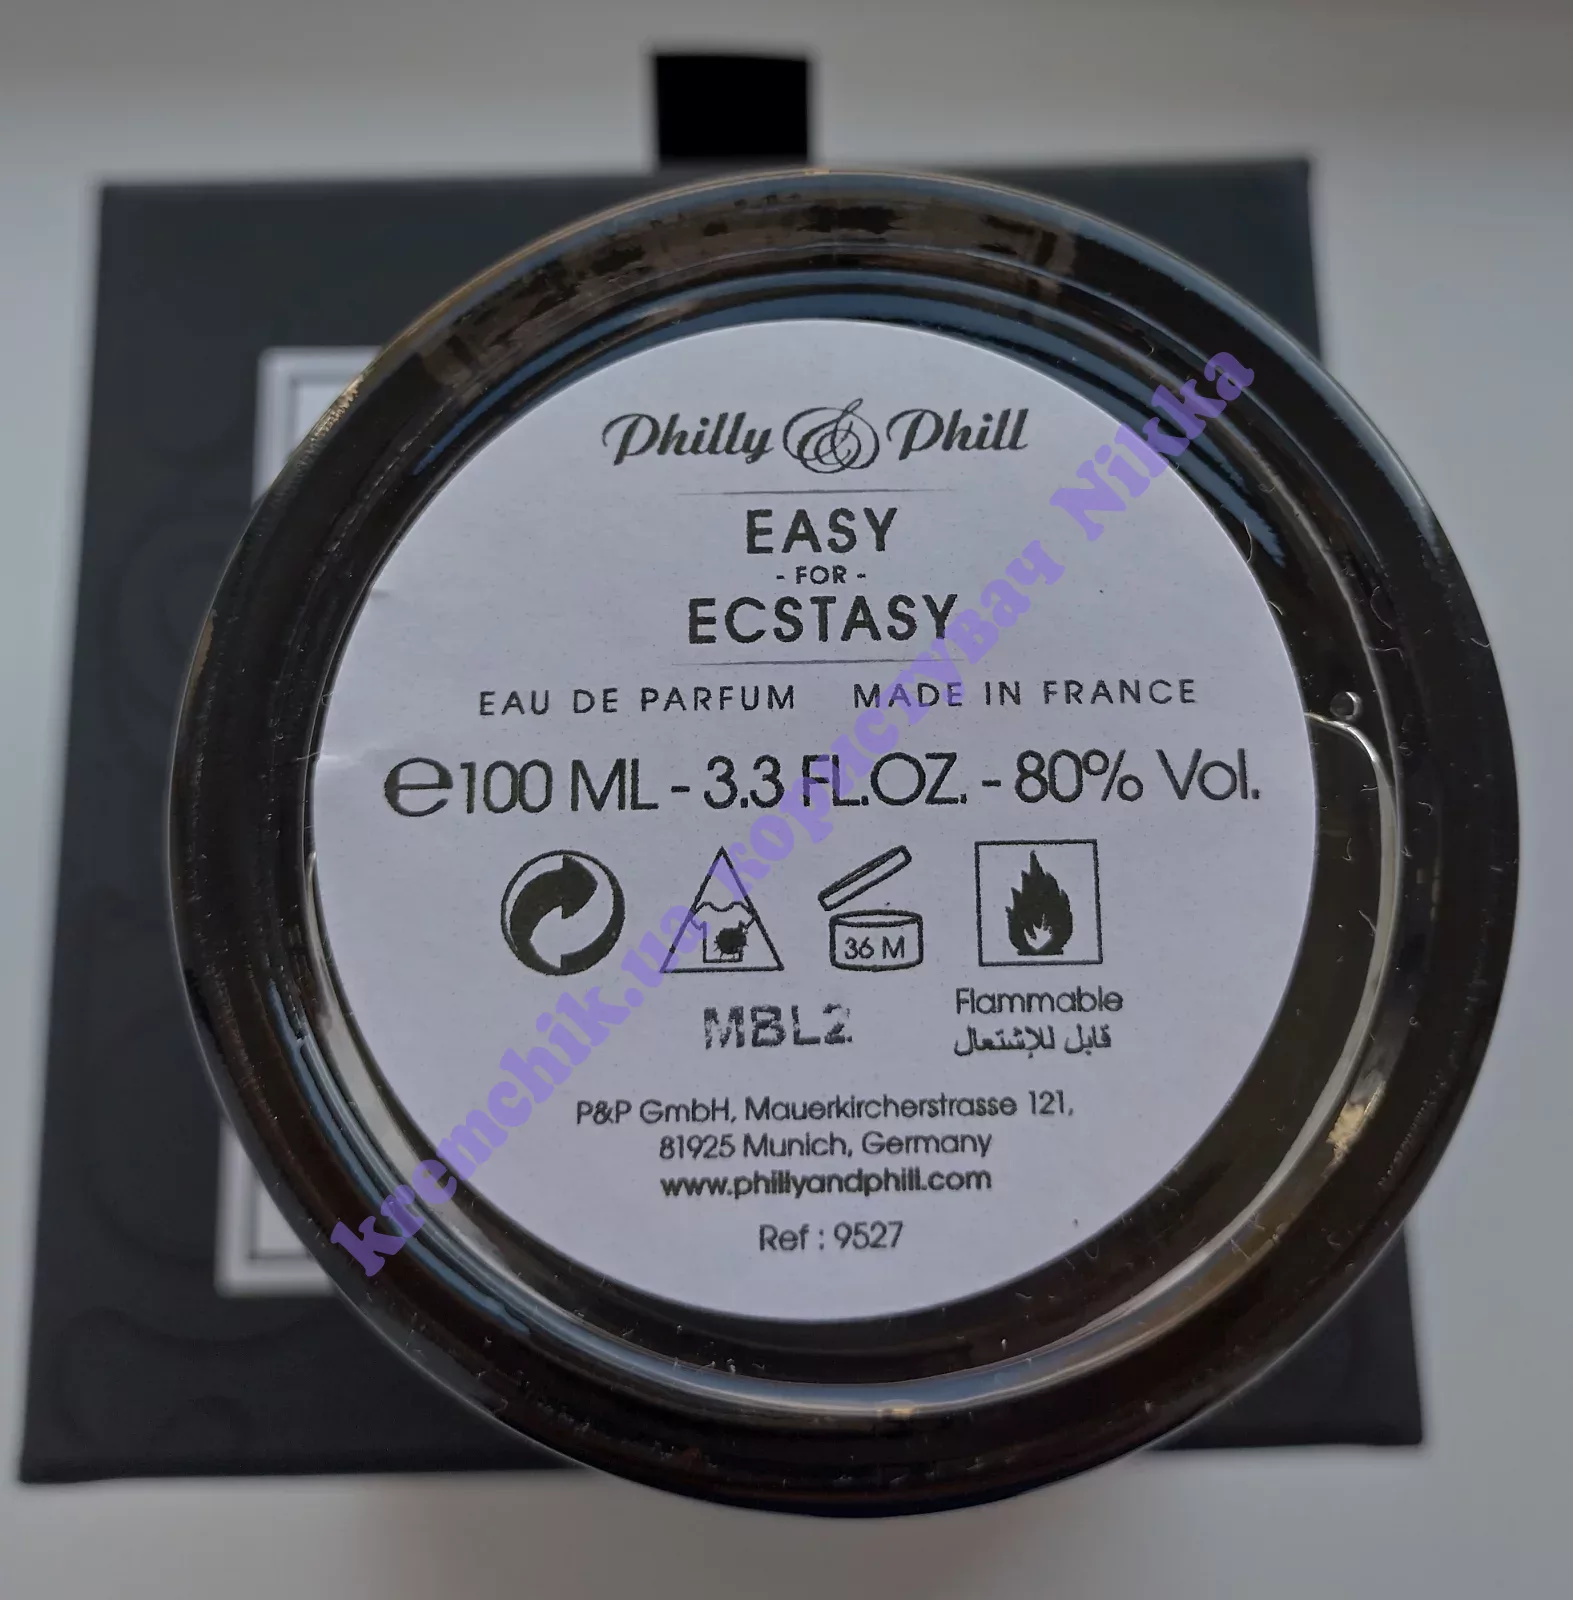 Philly & Phill
EASY
- FOR -
ECSTASY
EAU DE PARFUM MADE IN FRANCE
℮100 ML - 3.3 FL.OZ. - 80% Vol.
36 M
MBL2
Flammable
قابل للإشتعال
P&P GmbH, Mauerkircherstrasse 121,
81925 Munich, Germany
www.phillyandphill.com
Ref : 9527
kremchik.ua користувач Nikka